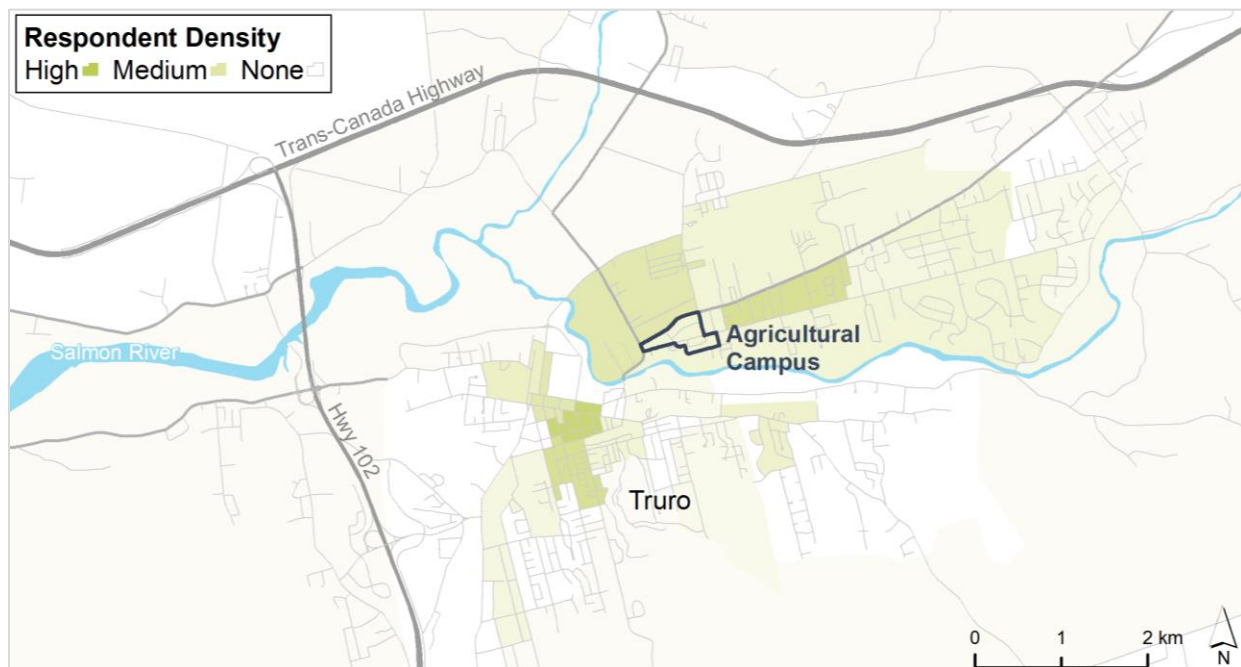 Respondent Density
High Medium None
Trans-Canada Highway
Salmon River
Hwy 102
Agricultural
Campus
Truro
0 1 2 km
N